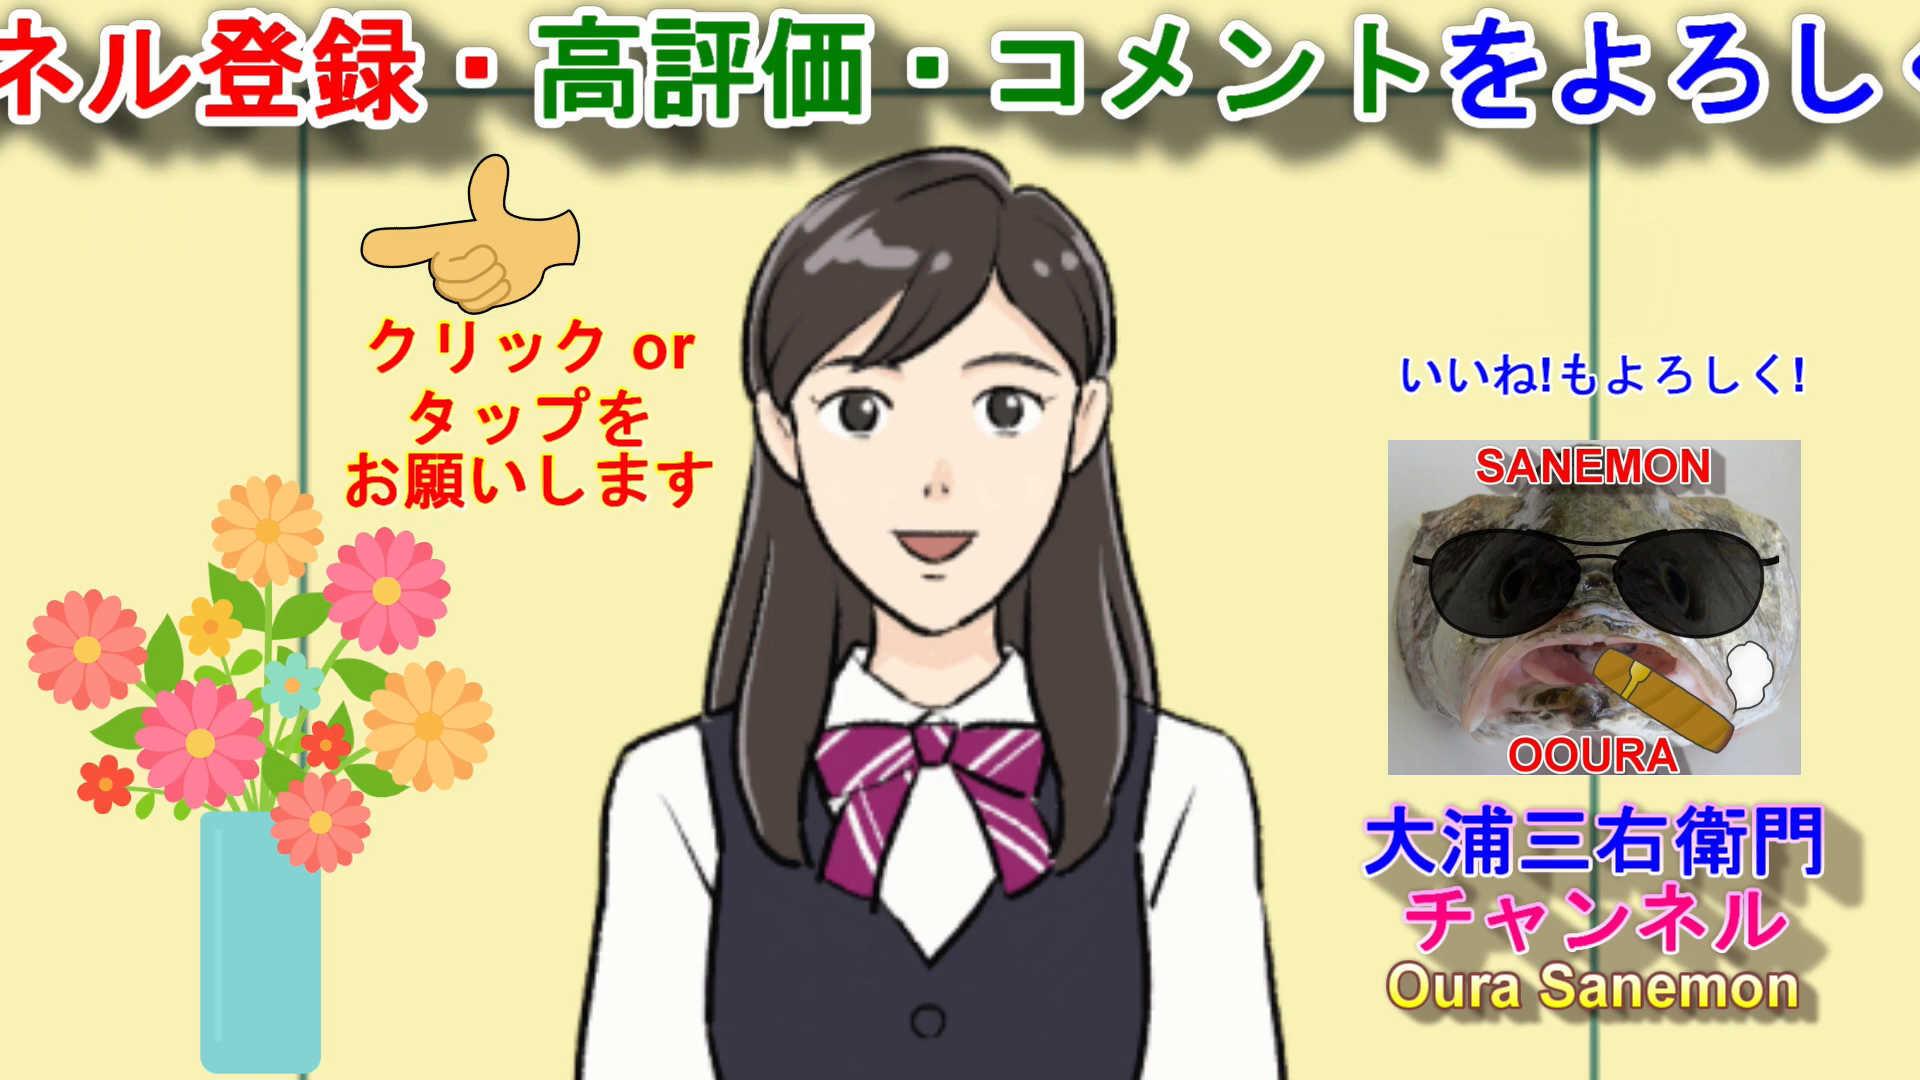 ネル登録・高評価・コメントをよろしく
クリック or
タップを
お願いします
いいね!もよろしく!
SANEMON
OOURA
大浦三右衛門
チャンネル
Oura Sanemon